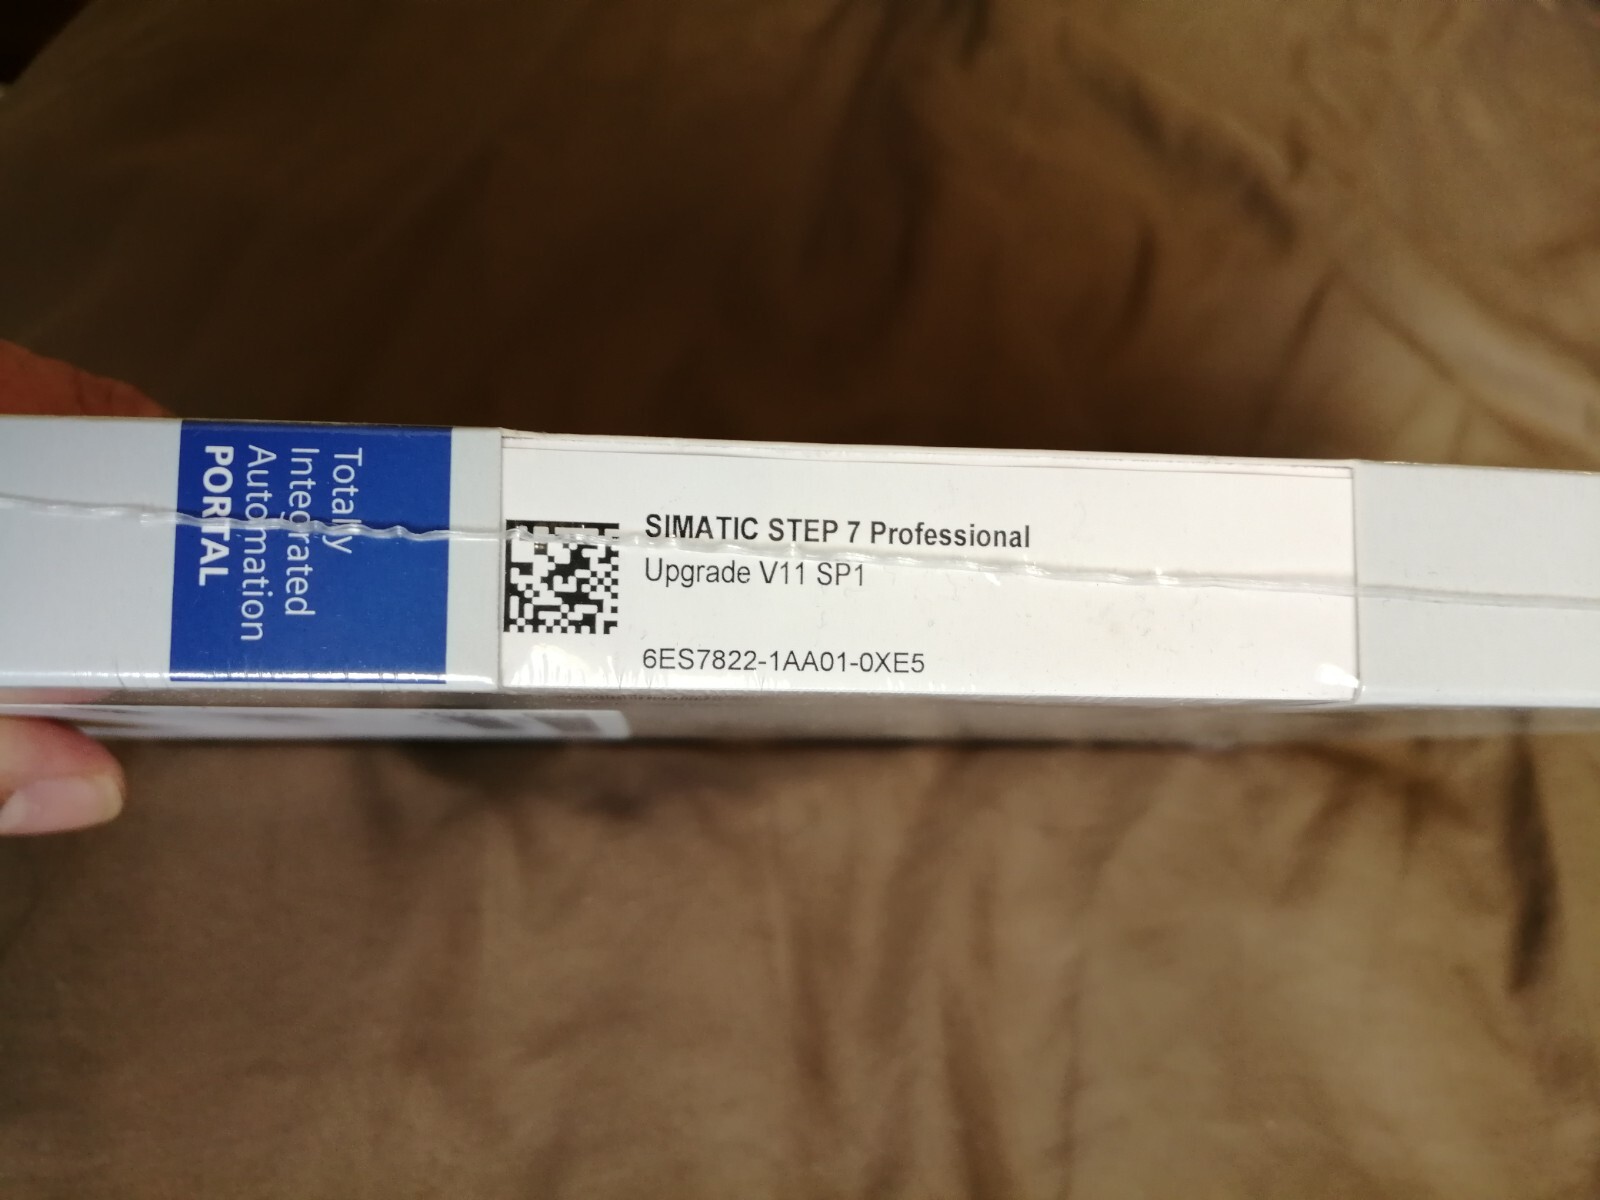 Totally
Integrated
Automation
PORTAL
SIMATIC STEP 7 Professional
Upgrade V11 SP1
6ES7822-1AA01-0XE5